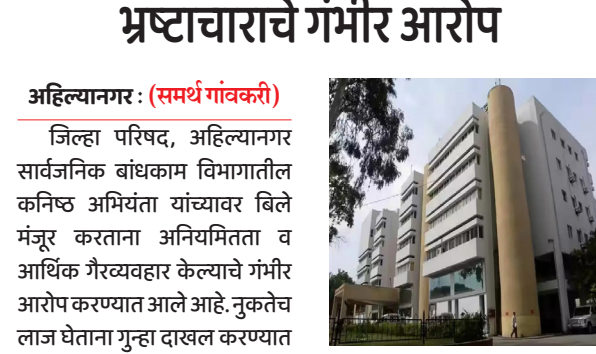 भ्रष्टाचाराचे गंभीर आरोप
अहिल्यानगर : (समर्थ गांवकरी)
जिल्हा परिषद, अहिल्यानगर
सार्वजनिक बांधकाम विभागातील
कनिष्ठ अभियंता यांच्यावर बिले
मंजूर करताना अनियमितता व
आर्थिक गैरव्यवहार केल्याचे गंभीर
आरोप करण्यात आले आहे. नुकतेच
लाज घेताना गुन्हा दाखल करण्यात